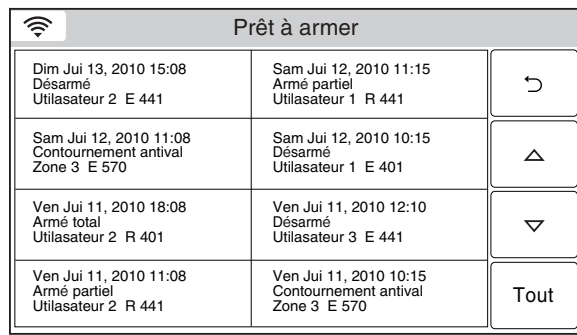 Prêt à armer
Dim Jui 13, 2010 15:08
Désarmé
Utilasateur 2 E 441
Sam Jui 12, 2010 11:15
Armé partiel
Utilasateur 1 R 441
Sam Jui 12, 2010 11:08
Contournement antival
Zone 3 E 570
Sam Jui 12, 2010 10:15
Désarmé
Utilasateur 1 E 401
Ven Jui 11, 2010 18:08
Armé total
Utilasateur 2 R 401
Ven Jui 11, 2010 12:10
Désarmé
Utilasateur 3 E 441
Ven Jui 11, 2010 11:08
Armé partiel
Utilasateur 2 R 441
Ven Jui 11, 2010 10:15
Contournement antival
Zone 3 E 570
Tout